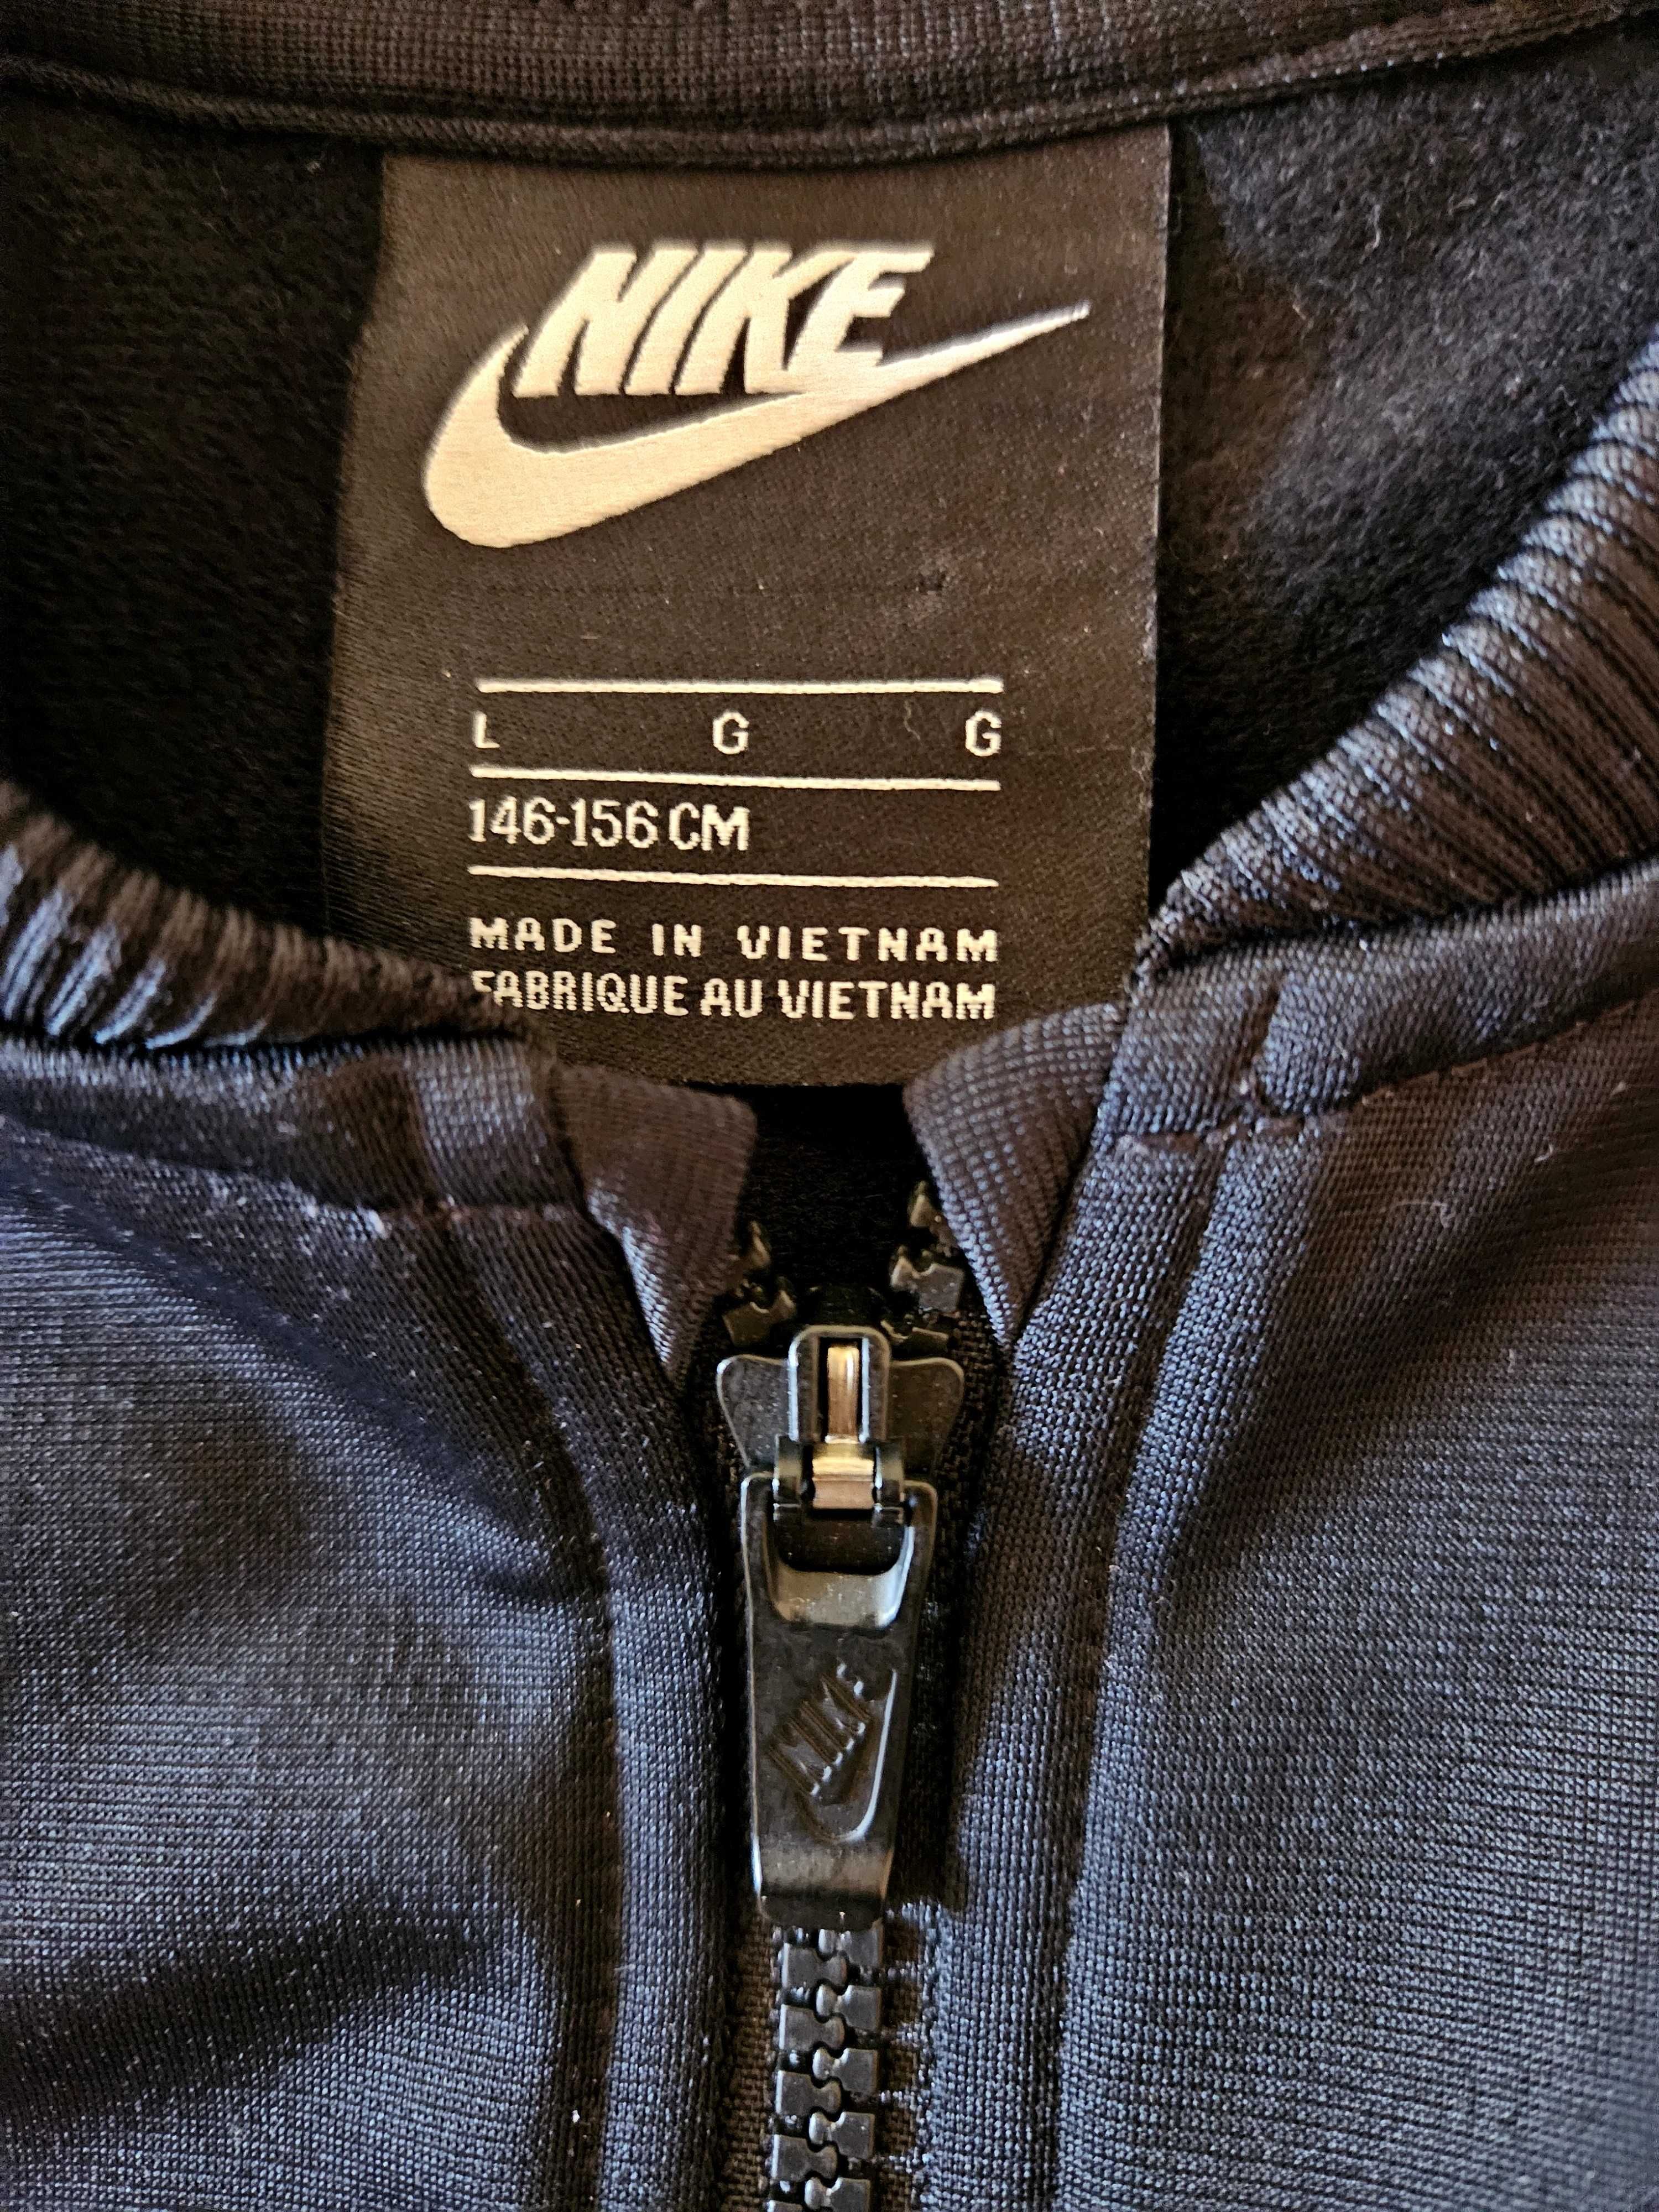 NIKE
L G G
146-156 CM
MADE IN VIETNAM
FABRIQUE AU VIETNAM
NIKE